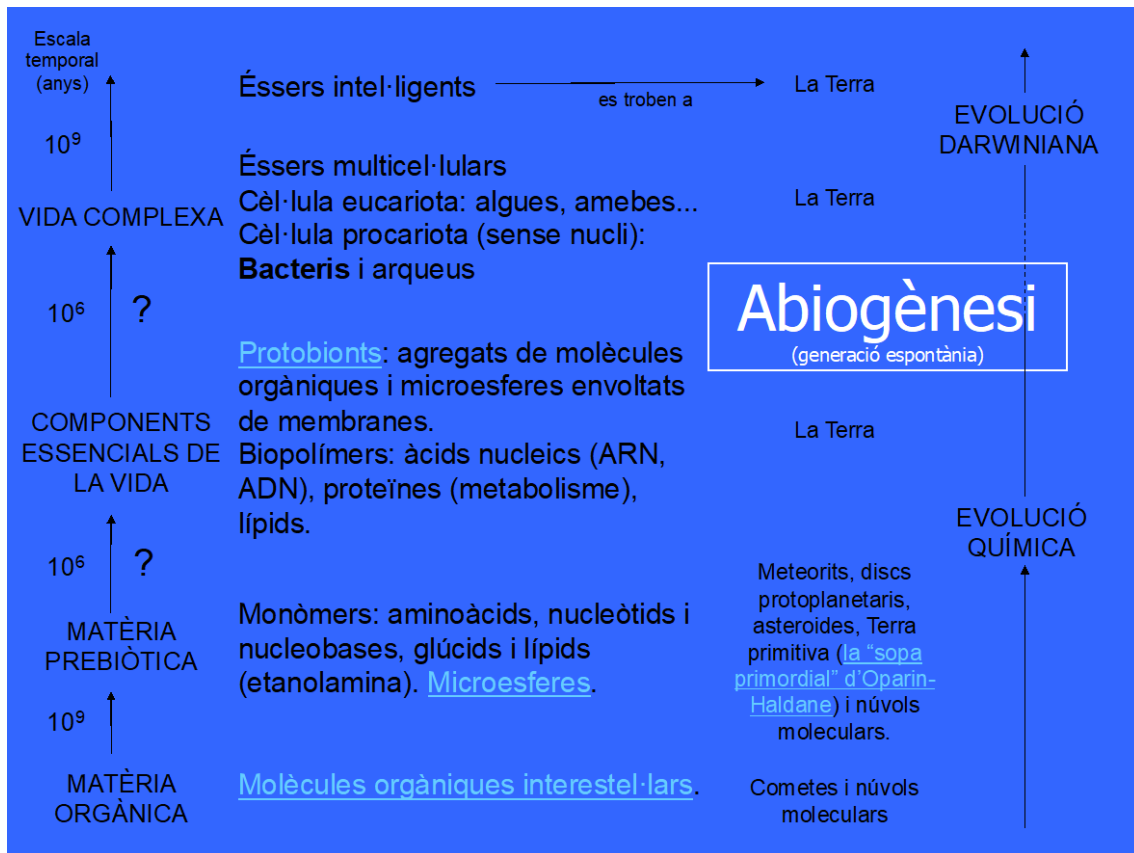 Escala
temporal
(anys)
Éssers intel·ligents
es troben a
La Terra
EVOLUCIÓ
DARWINIANA
10⁹
Éssers multicel·lulars
Cèl·lula eucariota: algues, amebes...
Cèl·lula procariota (sense nucli):
Bacteris i arqueus
La Terra
VIDA COMPLEXA
Abiogènesi
(generació espontània)
10⁶ ?
Protobionts: agregats de molècules
orgàniques i microesferes envoltats
de membranes.
Biopolímers: àcids nucleics (ARN,
ADN), proteïnes (metabolisme),
lípids.
La Terra
COMPONENTS
ESSENCIALS DE
LA VIDA
EVOLUCIÓ
QUÍMICA
10⁶ ?
Monòmers: aminoàcids, nucleòtids i
nucleobases, glúcids i lípids
(etanolamina). Microesferes.
Meteorits, discs
protoplanetaris,
asteroides, Terra
primitiva (la “sopa
primordial” d’Oparin-
Haldane) i núvols
moleculars.
MATÈRIA
PREBIÒTICA
10⁹
MATÈRIA
ORGÀNICA
Molècules orgàniques interestel·lars.
Cometes i núvols
moleculars